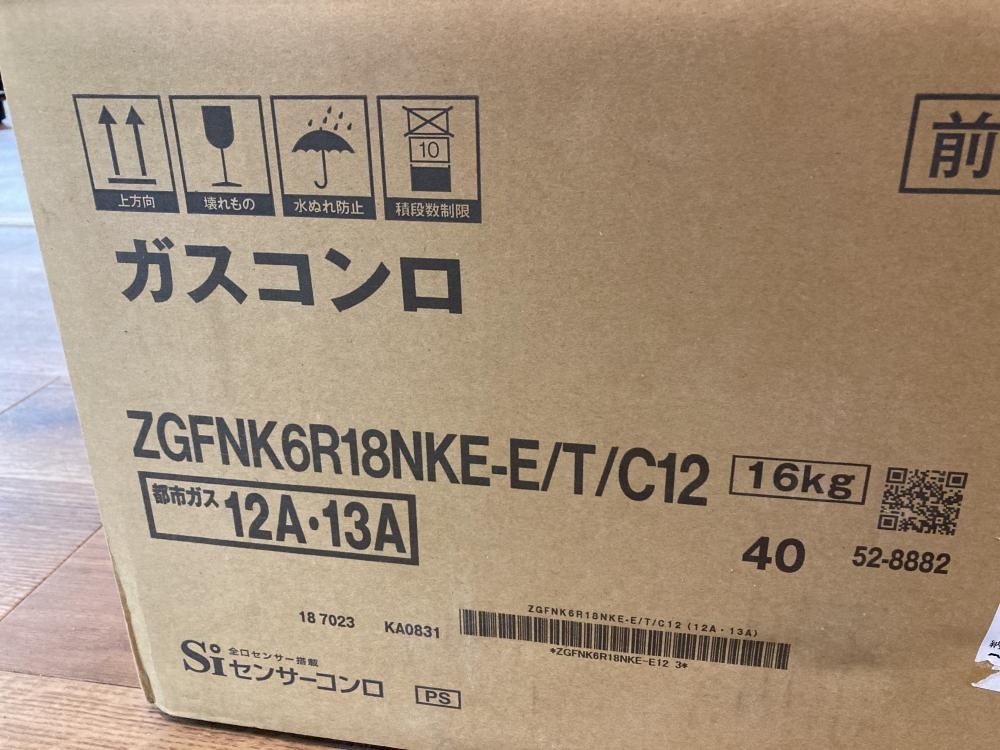 上方向
壊れもの
水ぬれ防止
10
積段数制限
前
ガスコンロ
ZGFNK6R18NKE-E/T/C12
16kg
都市ガス 12A・13A
40
52-8882
18 7023
KA0831
ZGFNK6R18NKE-E/T/C12 (12A・13A)
*ZGFNK6R18NKE-E12 3*
Si 全口センサー搭載
センサーコンロ
PS